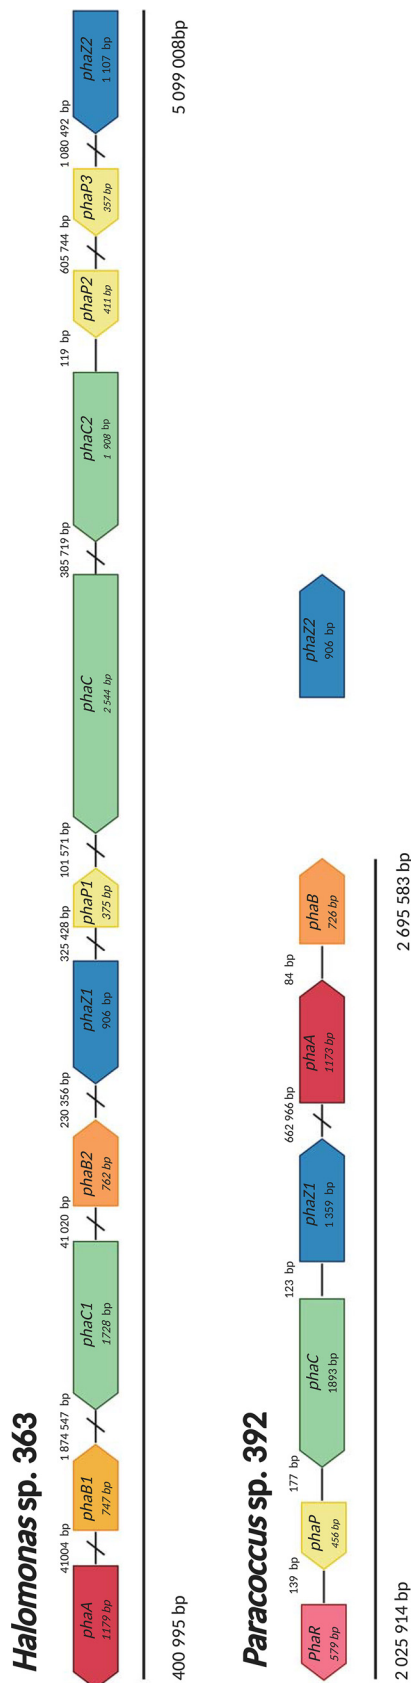 Halomonas sp. 363
phaA
1179 bp
41004 bp
phaB1
747 bp
1 874 547 bp
phaC1
1728 bp
41 020 bp
phaB2
762 bp
230 356 bp
phaZ1
906 bp
325 428 bp
phaP1
375 bp
101 571 bp
phaC
2 544 bp
385 719 bp
phaC2
1 908 bp
119 bp
phaP2
411 bp
605 744 bp
phaP3
357 bp
1 080 492 bp
phaZ2
1 107 bp
400 995 bp
5 099 008bp
Paracoccus sp. 392
PhaR
579 bp
139 bp
phaP
456 bp
177 bp
phaC
1893 bp
123 bp
phaZ1
1 359 bp
662 966 bp
phaA
1173 bp
84 bp
phaB
726 bp
phaZ2
906 bp
2 025 914 bp
2 695 583 bp